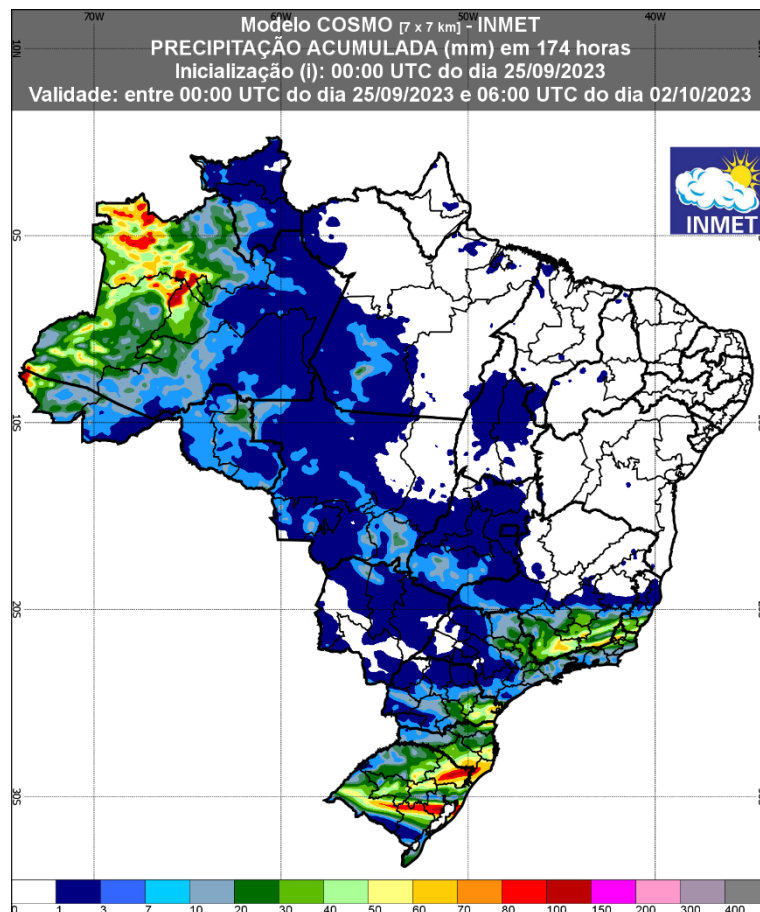 70W 60W 50W 40W
Modelo COSMO [7 x 7 km] - INMET
PRECIPITAÇÃO ACUMULADA (mm) em 174 horas
Inicialização (i): 00:00 UTC do dia 25/09/2023
Validade: entre 00:00 UTC do dia 25/09/2023 e 06:00 UTC do dia 02/10/2023
10N
INMET
0S
10S
20S
30S
0 1 3 7 10 20 30 40 50 60 70 80 100 150 200 300 400